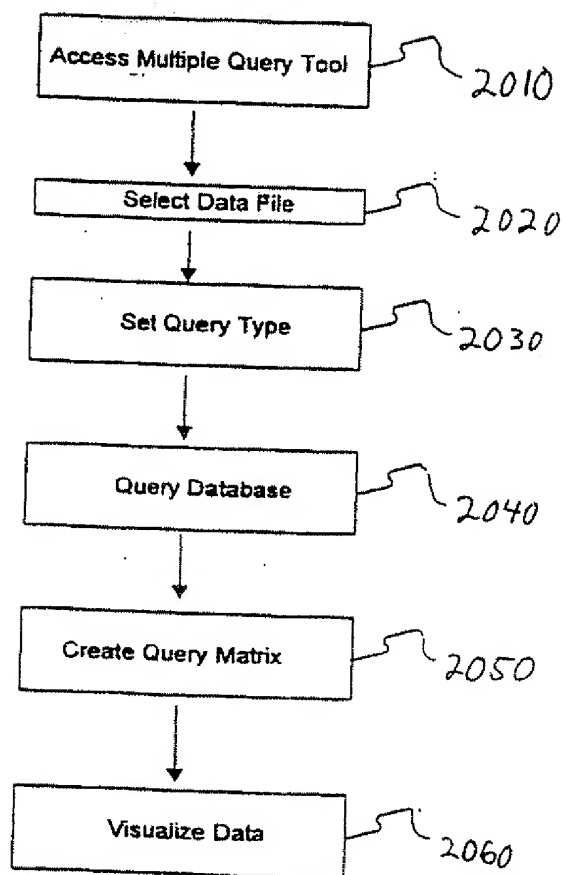 Access Multiple Query Tool
2010
Select Data File
2020
Set Query Type
2030
Query Database
2040
Create Query Matrix
2050
Visualize Data
2060